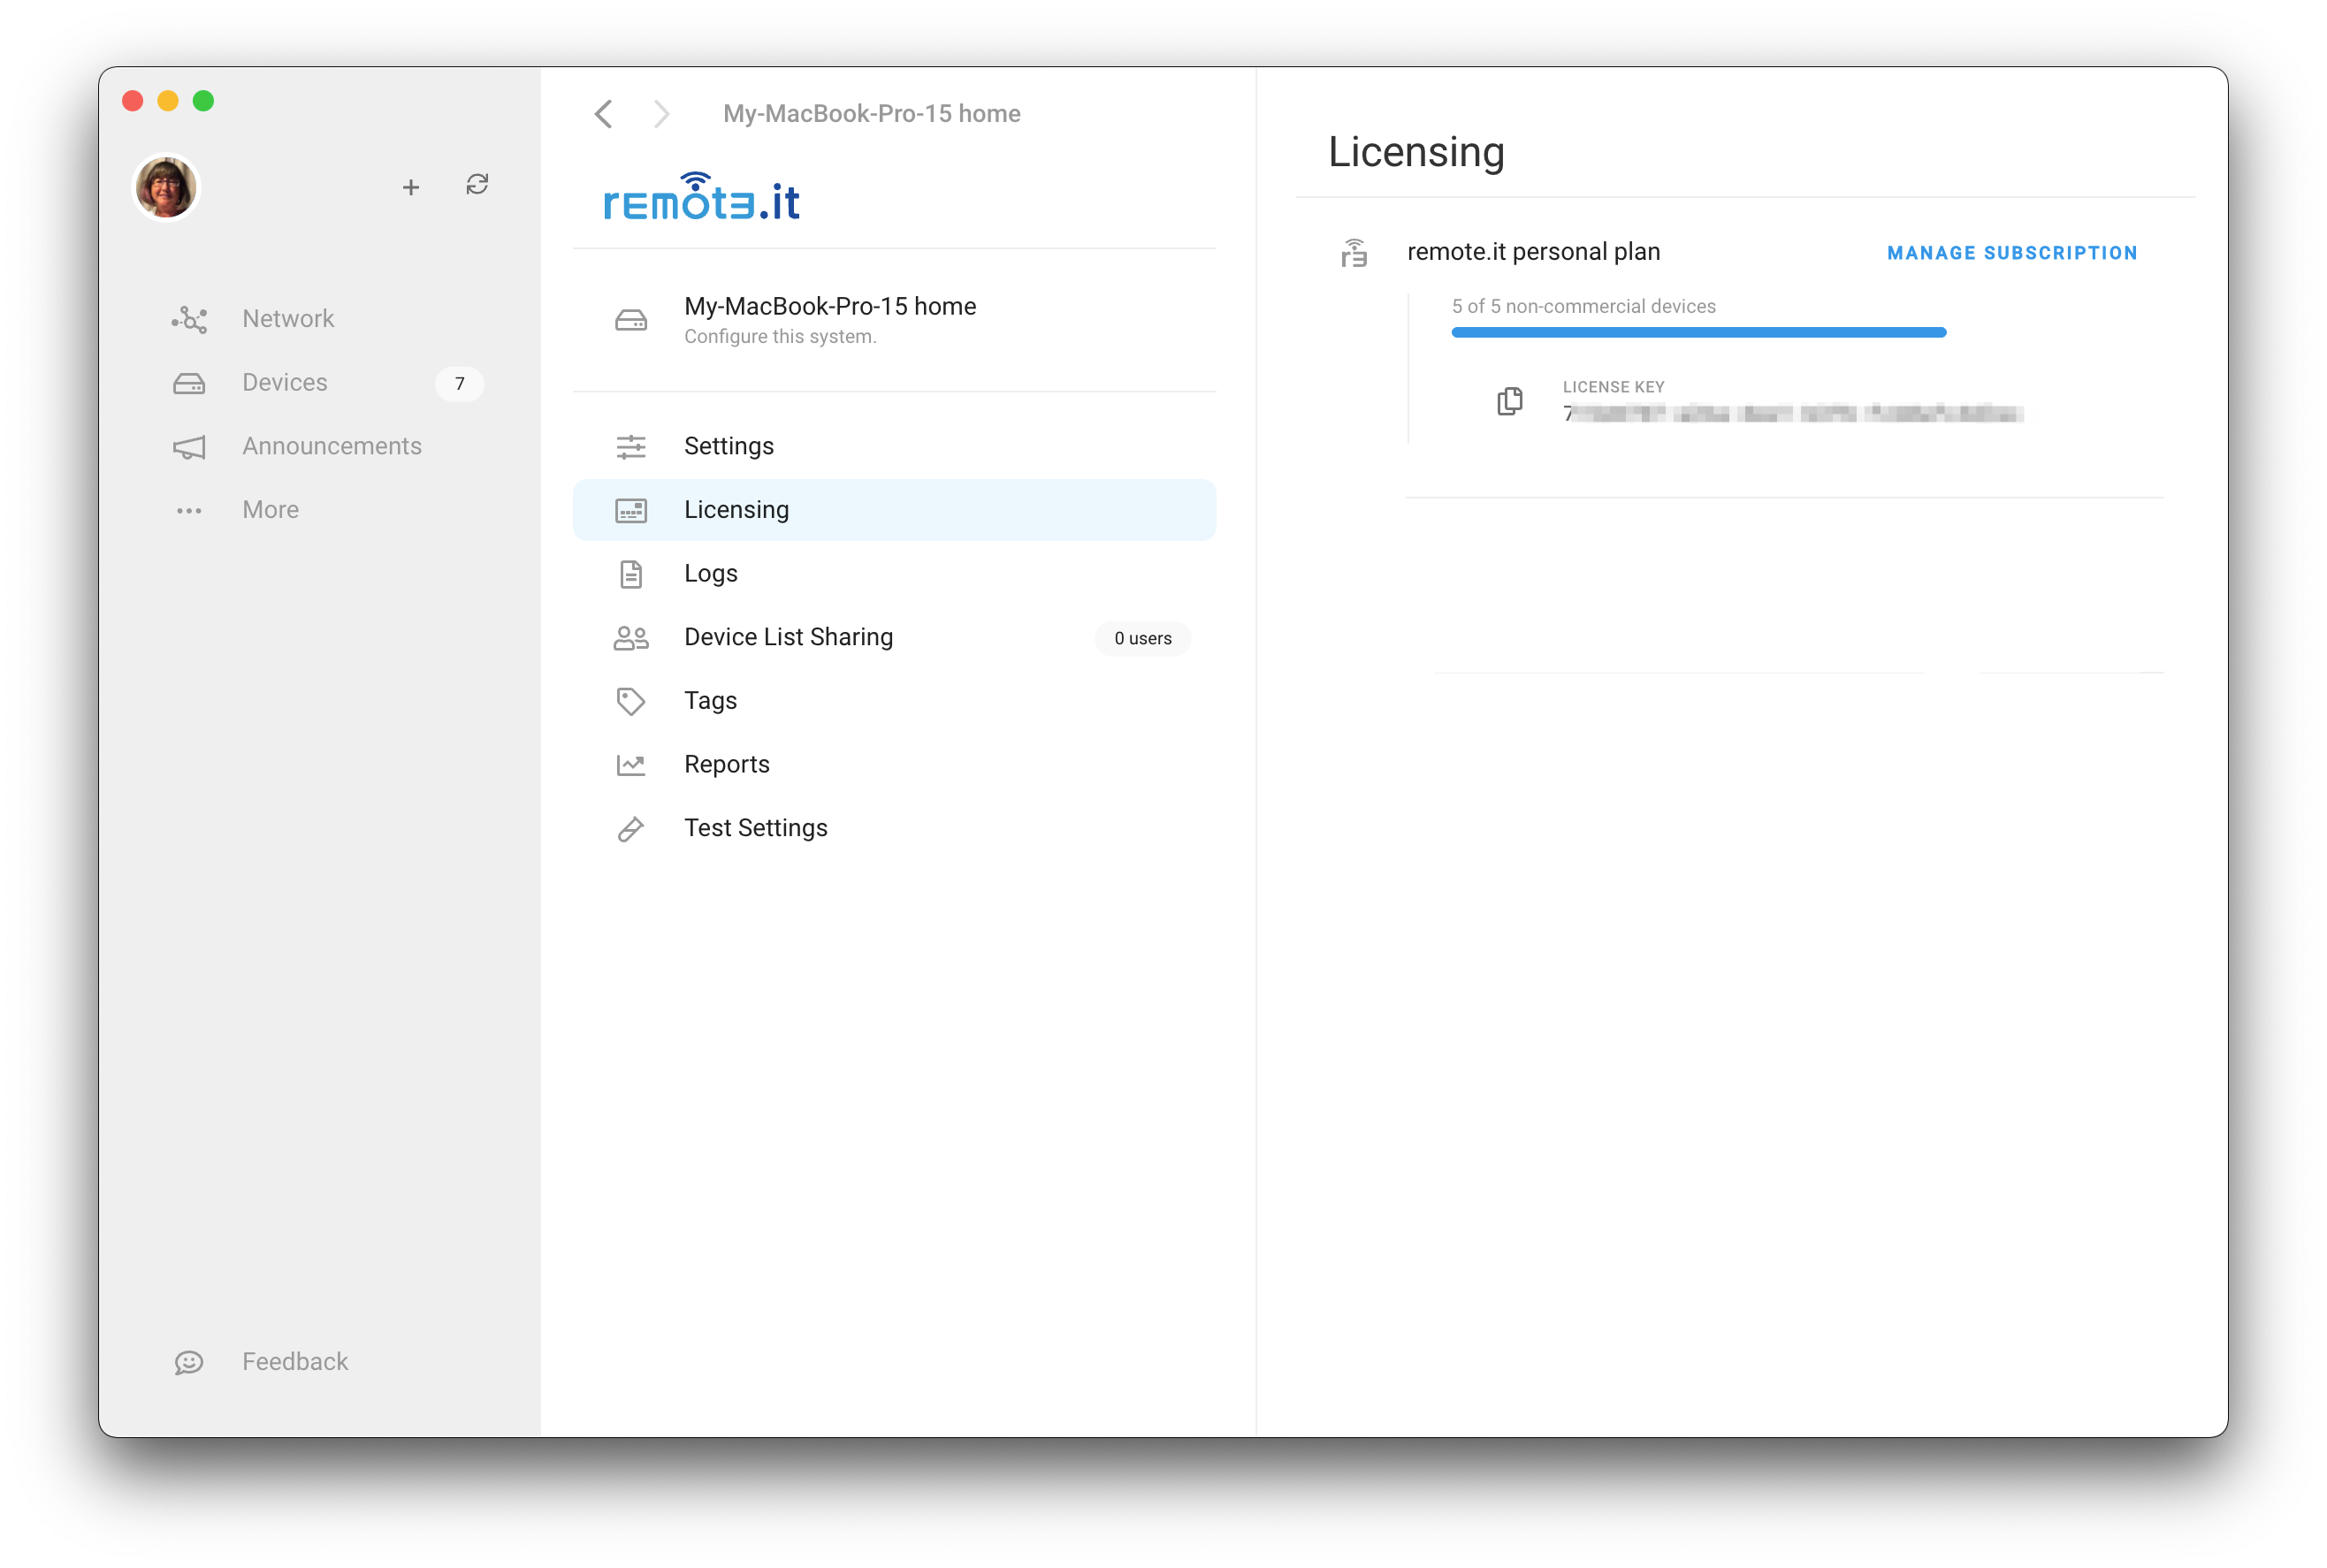 Network
Devices
7
Announcements
More
Feedback
My-MacBook-Pro-15 home
remote.it
My-MacBook-Pro-15 home
Configure this system.
Settings
Licensing
Logs
Device List Sharing
0 users
Tags
Reports
Test Settings
Licensing
r3
remote.it personal plan
MANAGE SUBSCRIPTION
5 of 5 non-commercial devices
LICENSE KEY